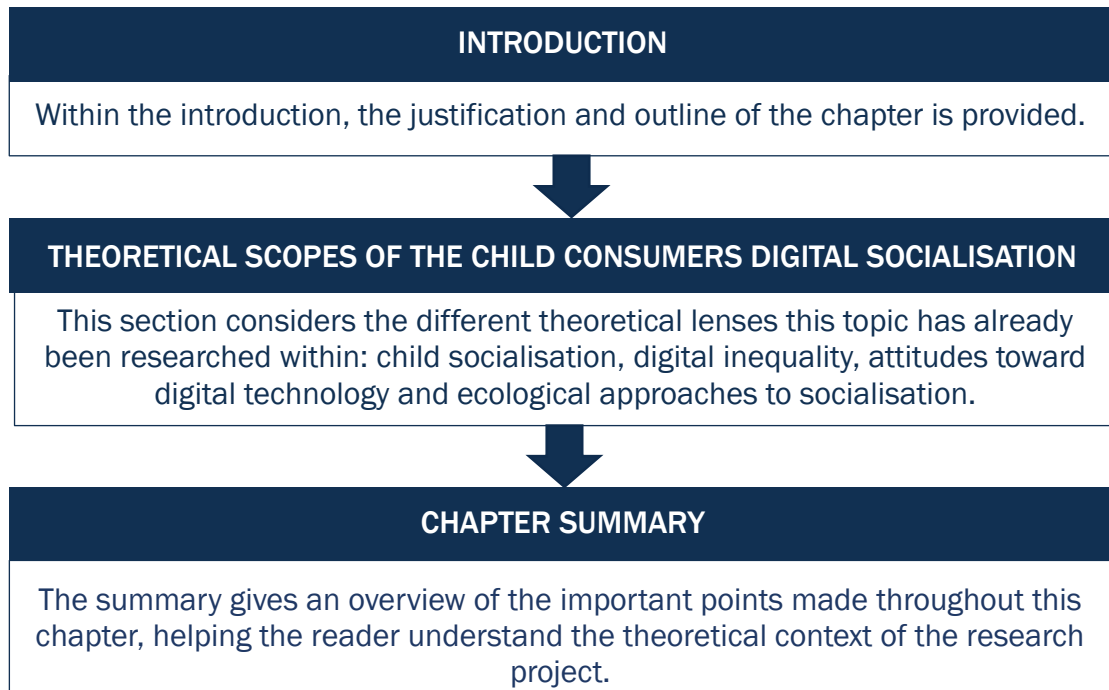 INTRODUCTION
Within the introduction, the justification and outline of the chapter is provided.
THEORETICAL SCOPES OF THE CHILD CONSUMERS DIGITAL SOCIALISATION
This section considers the different theoretical lenses this topic has already
been researched within: child socialisation, digital inequality, attitudes toward
digital technology and ecological approaches to socialisation.
CHAPTER SUMMARY
The summary gives an overview of the important points made throughout this
chapter, helping the reader understand the theoretical context of the research
project.